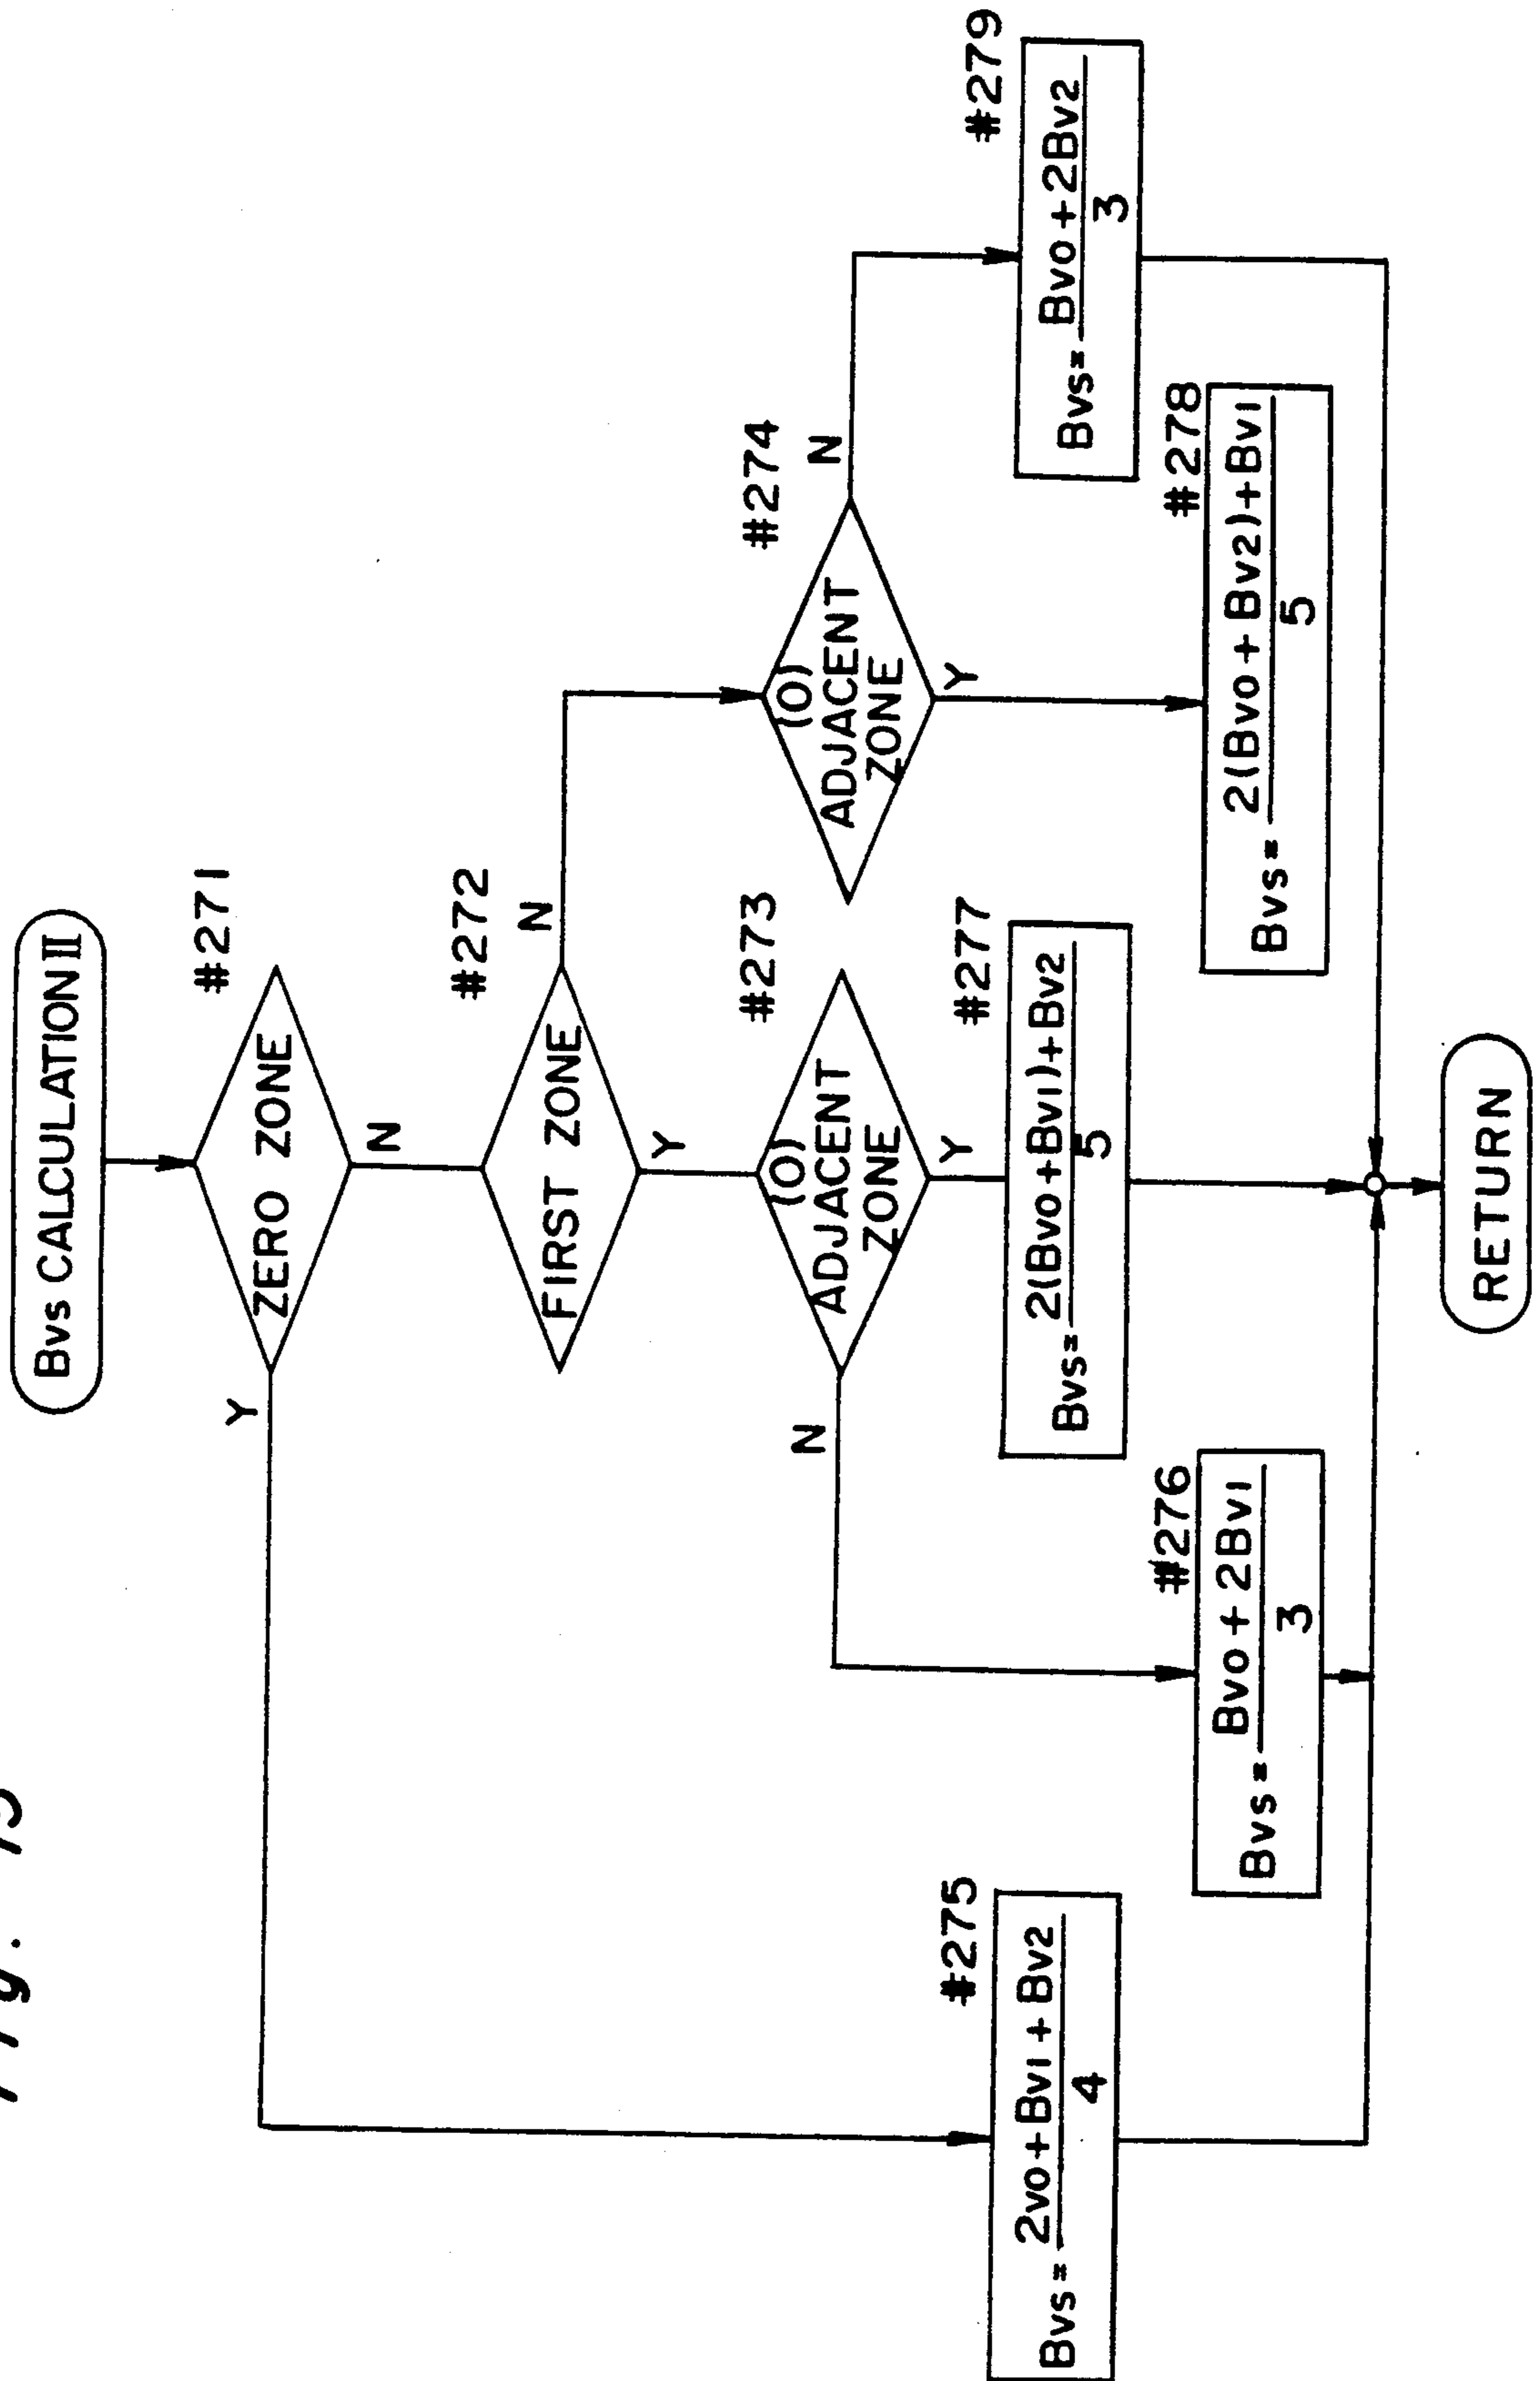 Bvs CALCULATION II
#271
ZERO ZONE
Y
N
#272
FIRST ZONE
N
Y
#273
(0)
ADJACENT
ZONE
N
Y
#274
(0)
ADJACENT
ZONE
N
Y
#275
Bvs = 2vo + Bv1 + Bv2
4
#276
Bvs = Bvo + 2Bv1
3
#277
Bvs = 2(Bvo + Bv1) + Bv2
5
#278
Bvs = 2(Bvo + Bv2) + Bv1
5
#279
Bvs = Bvo + 2Bv2
3
RETURN